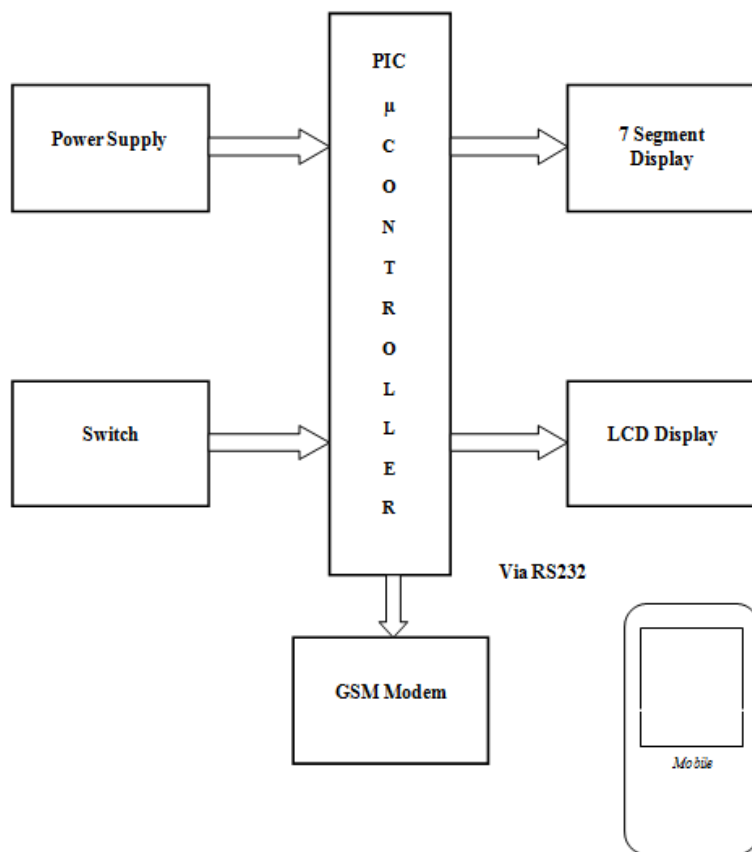 Power Supply
PIC
μ
C
O
N
T
R
O
L
L
E
R
7 Segment
Display
Switch
LCD Display
Via RS232
GSM Modem
Mobile